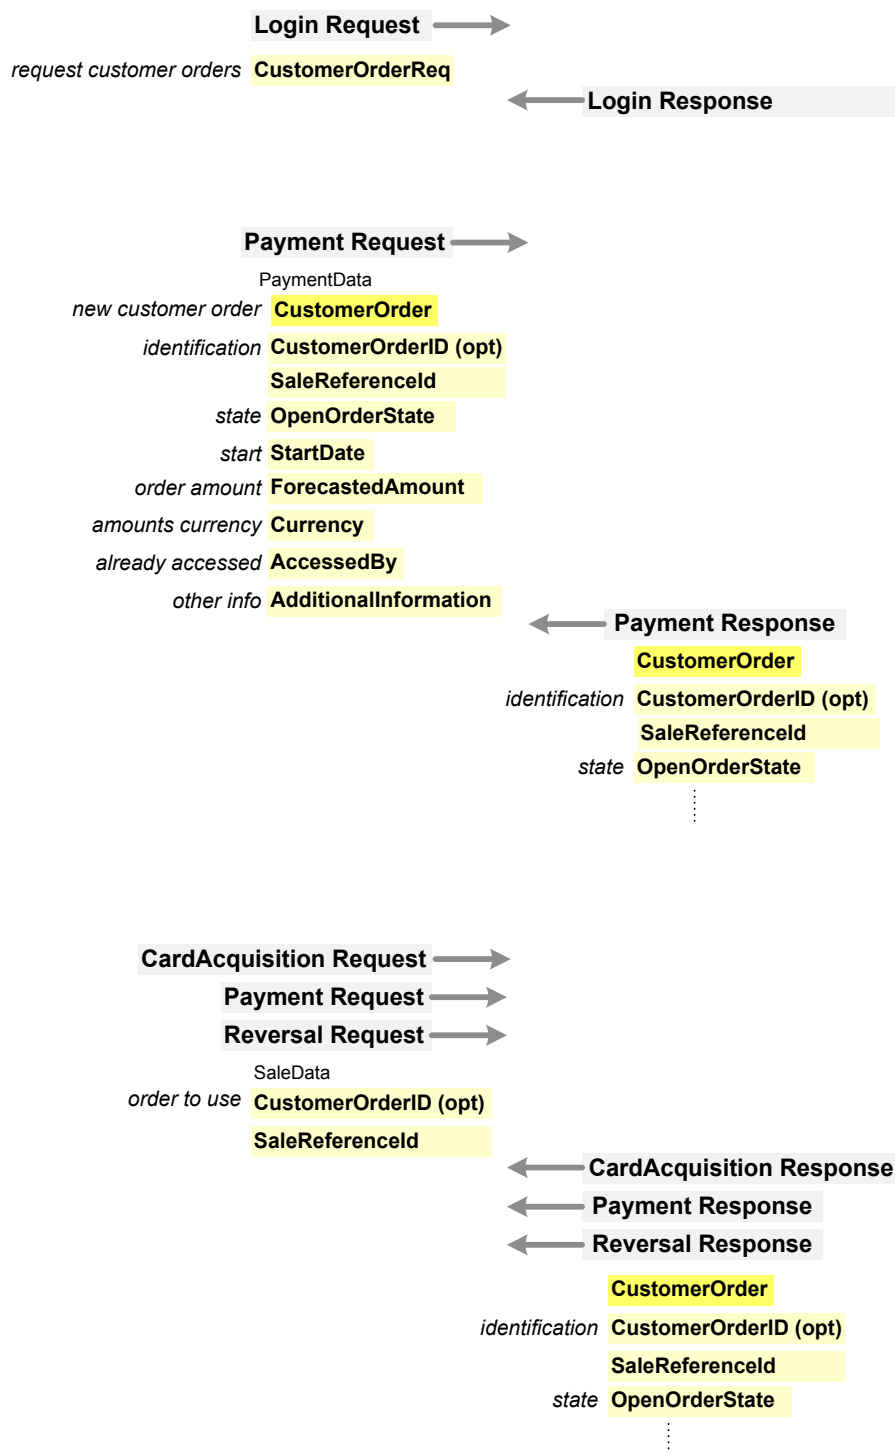 Login Request
request customer orders CustomerOrderReq
Login Response
Payment Request
PaymentData
new customer order CustomerOrder
identification CustomerOrderID (opt)
SaleReferenceId
state OpenOrderState
start StartDate
order amount ForecastedAmount
amounts currency Currency
already accessed AccessedBy
other info AdditionalInformation
Payment Response
CustomerOrder
identification CustomerOrderID (opt)
SaleReferenceId
state OpenOrderState
CardAcquisition Request
Payment Request
Reversal Request
SaleData
order to use CustomerOrderID (opt)
SaleReferenceId
CardAcquisition Response
Payment Response
Reversal Response
CustomerOrder
identification CustomerOrderID (opt)
SaleReferenceId
state OpenOrderState